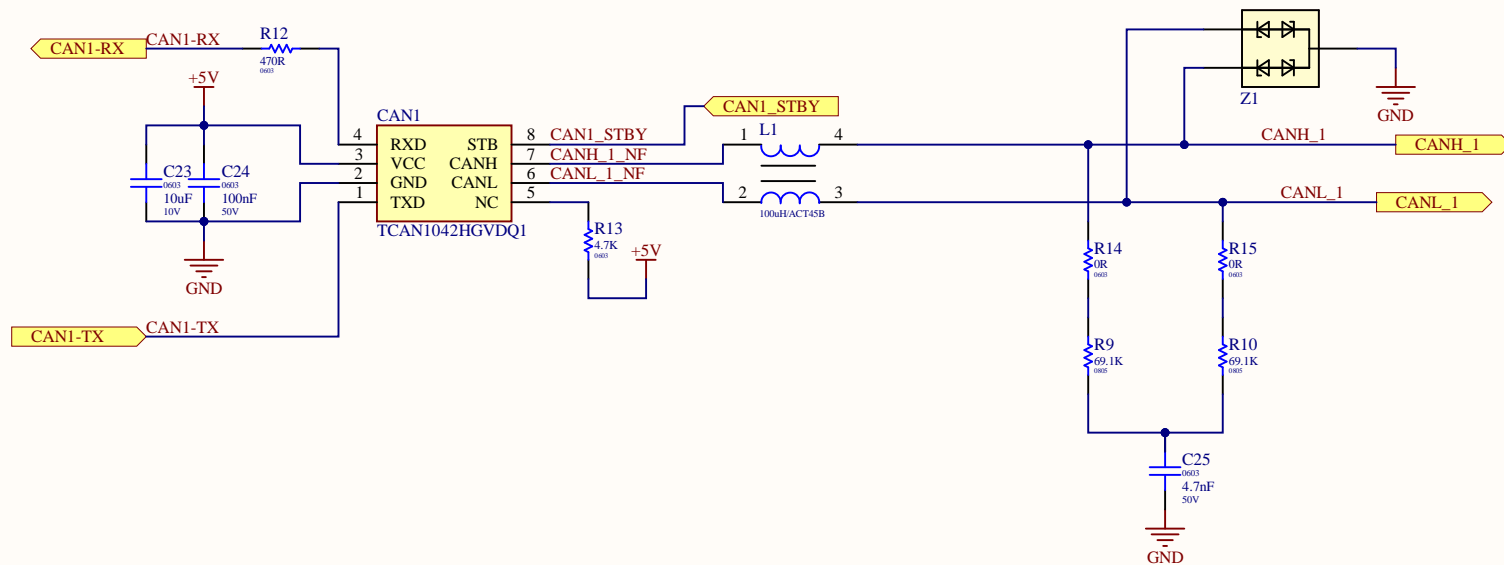 CAN1-RX
CAN1-RX
R12
470R
0603
+5V
CAN1
4 RXD STB 8 CAN1_STBY
CAN1_STBY
3 VCC CANH 7 CANH_1_NF
2 GND CANL 6 CANL_1_NF
1 TXD NC 5
TCAN1042HGVDQ1
C23
0603
10uF
10V
C24
0603
100nF
50V
GND
CAN1-TX
CAN1-TX
R13
4.7K
0603
+5V
L1
1 4
2 3
100uH/ACT45B
Z1
GND
CANH_1
CANH_1
CANL_1
CANL_1
R14
0R
0603
R15
0R
0603
R9
69.1K
0805
R10
69.1K
0805
C25
0603
4.7nF
50V
GND